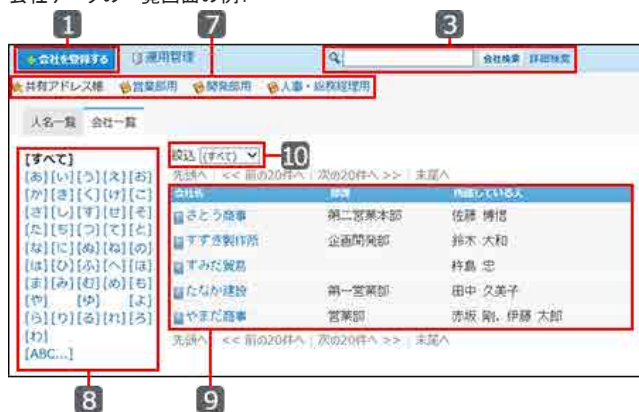 会社データの一覧画面の例:
1 7 3
会社を登録する 運用管理 会社検索 詳細検索
共有アドレス帳 営業部用 開発部用 人事・総務経理用
人名一覧 会社一覧
絞込 (すべて) 10
[すべて]
先頭へ | << 前の20件へ | 次の20件へ >> | 末尾へ
[あ][い][う][え][お]
[か][き][く][け][こ]
[さ][し][す][せ][そ]
[た][ち][つ][て][と]
[な][に][ぬ][ね][の]
[は][ひ][ふ][へ][ほ]
[ま][み][む][め][も]
[や] [ゆ] [よ]
[ら][り][る][れ][ろ]
[わ]
[ABC...]
会社名 部課 所属している人
さとう商事 第二営業本部 佐藤 博信
すずき製作所 企画開発部 鈴木 大和
すみだ貿易 杵島 忠
たなか建設 第一営業部 田中 久美子
やまだ商事 営業部 赤坂 剛、伊藤 大郎
先頭へ | << 前の20件へ | 次の20件へ >> | 末尾へ
8 9